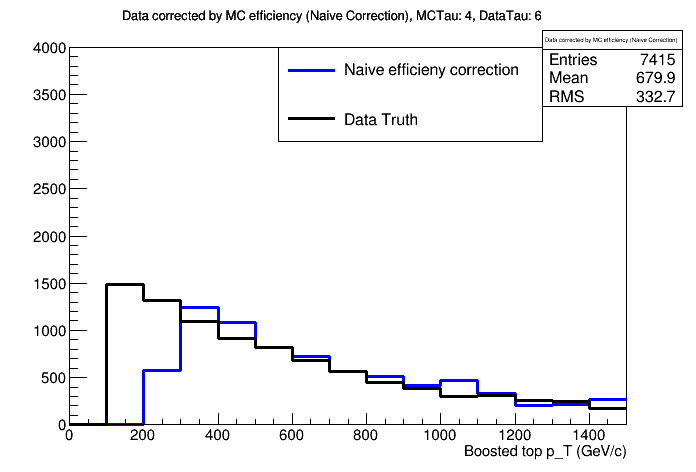 Data corrected by MC efficiency (Naive Correction), MCTau: 4, DataTau: 6
Data corrected by MC efficiency (Naive Correction)
Entries 7415
Mean 679.9
RMS 332.7
Naive efficieny correction
Data Truth
4000
3500
3000
2500
2000
1500
1000
500
0
0 200 400 600 800 1000 1200 1400
Boosted top p_T (GeV/c)